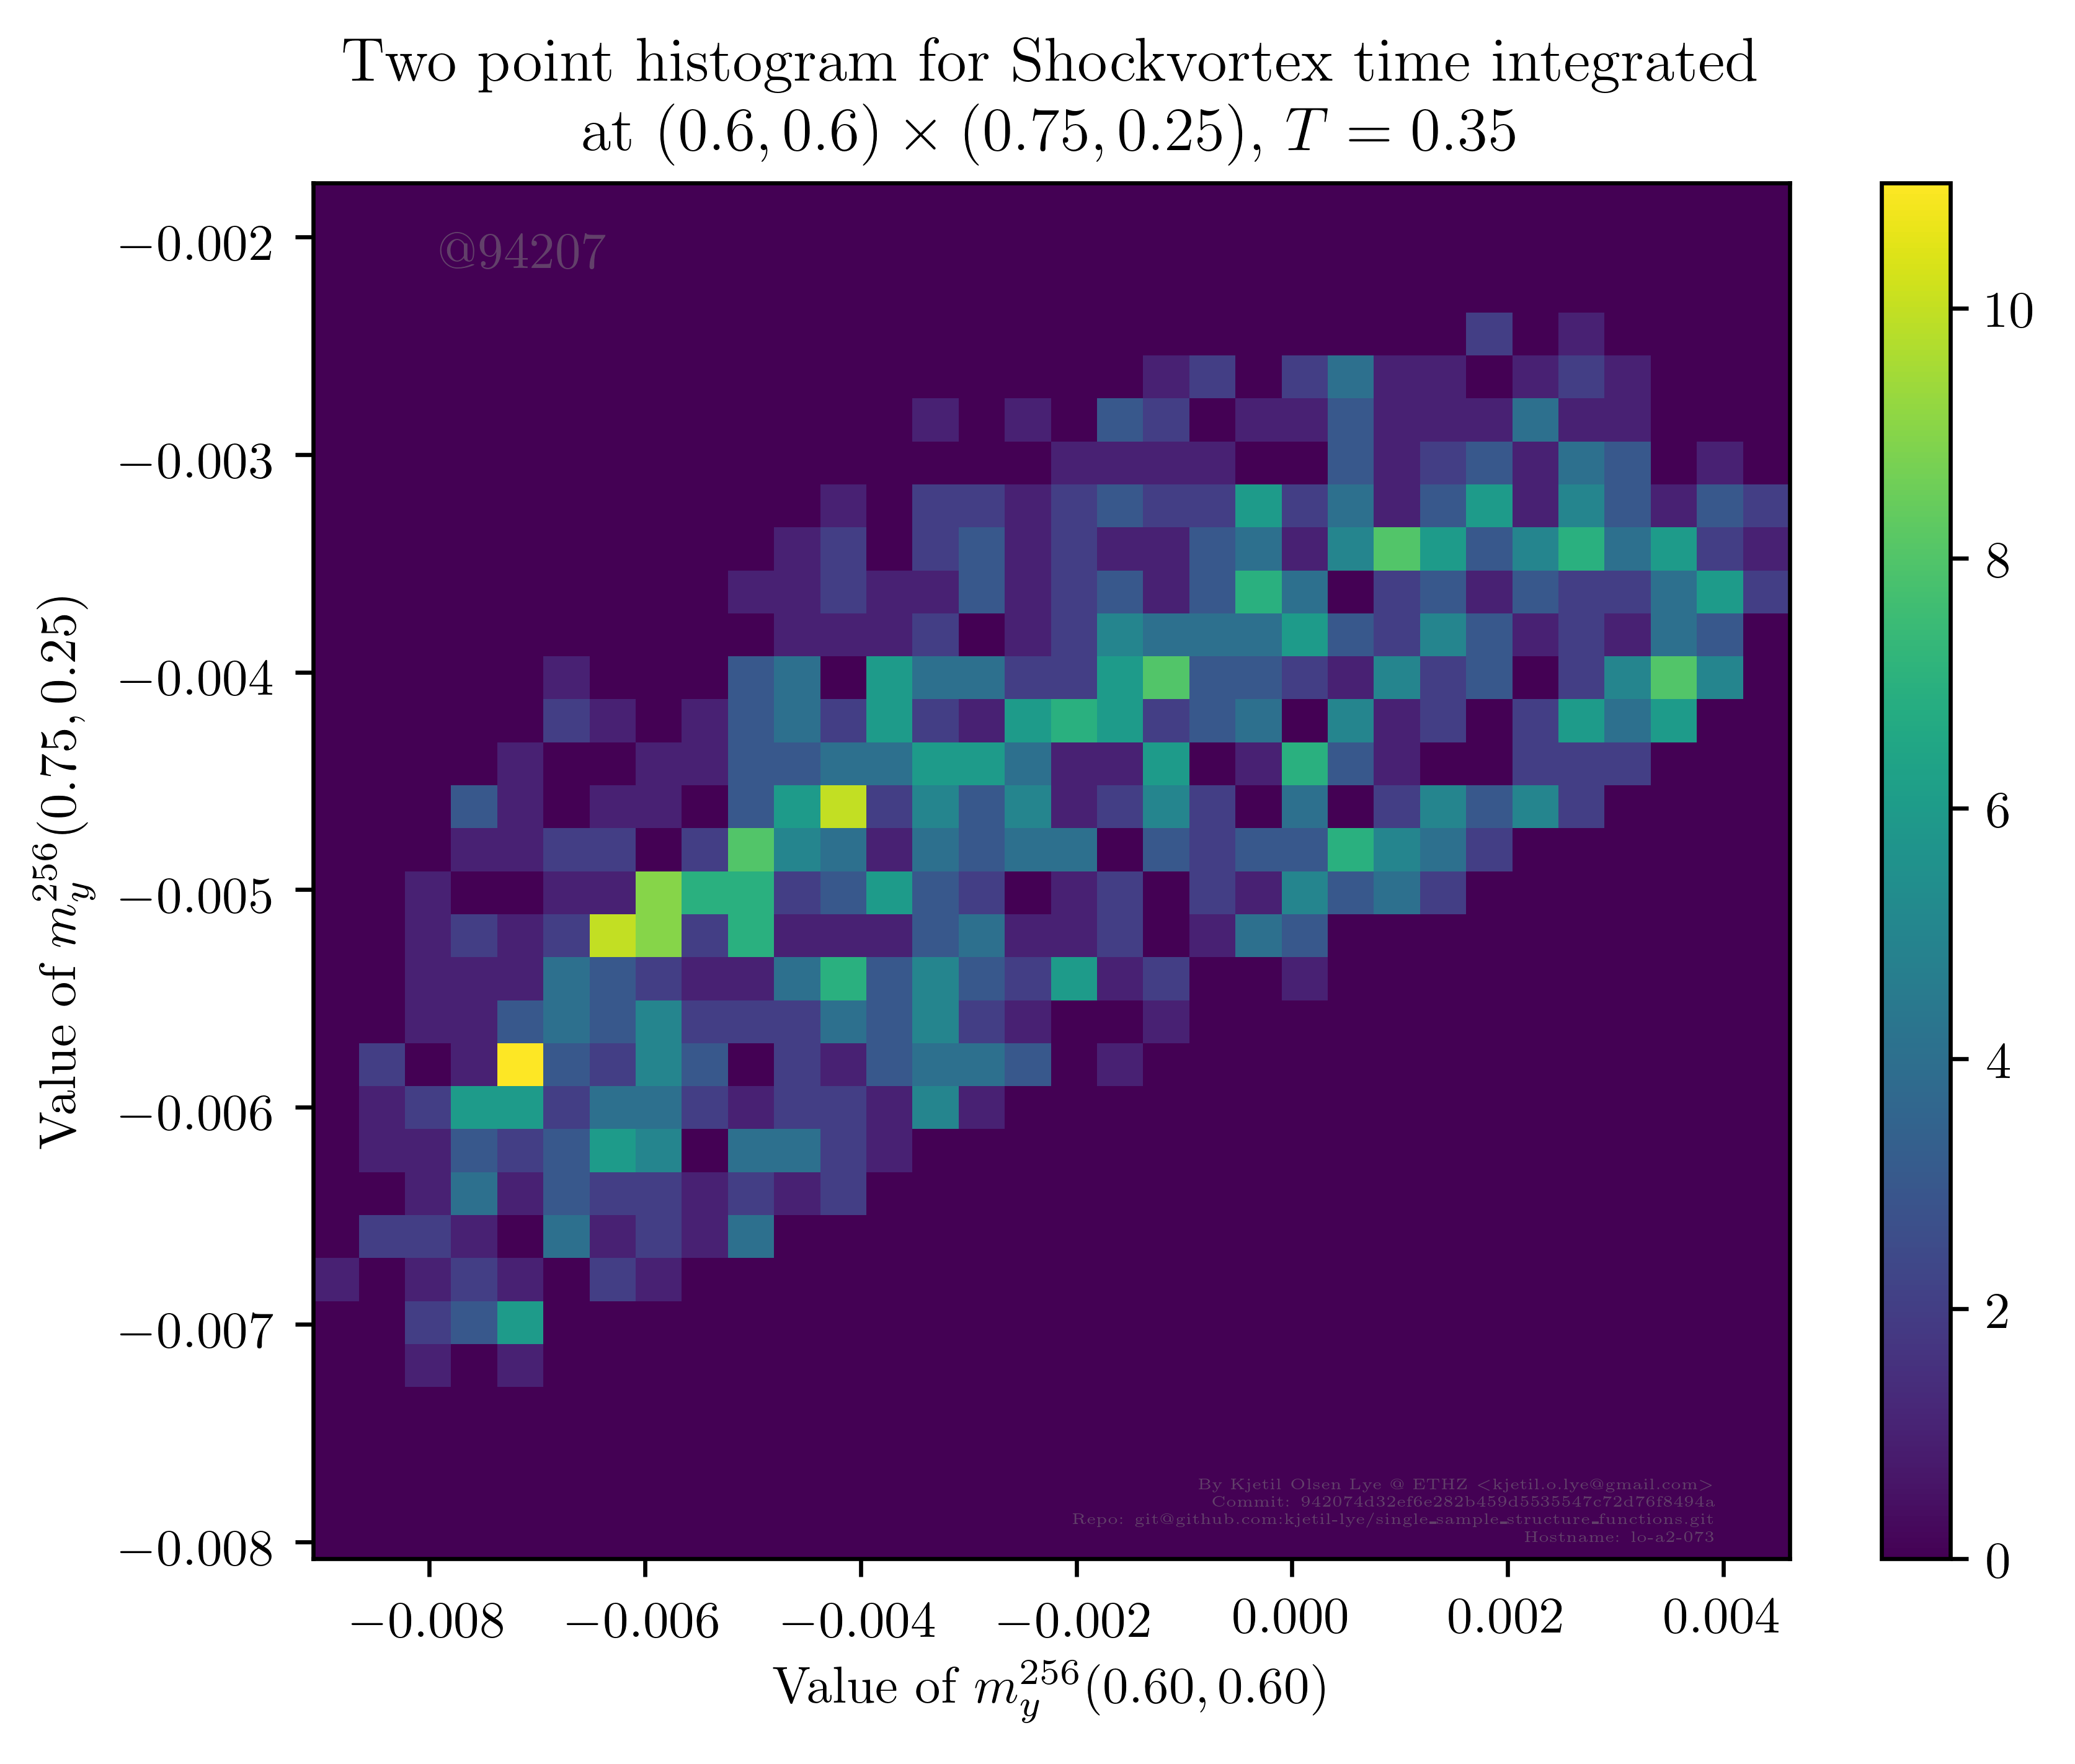 Two point histogram for Shockvortex time integrated
at (0.6, 0.6) × (0.75, 0.25), T = 0.35
@94207
−0.002
−0.003
−0.004
−0.005
−0.006
−0.007
−0.008
Value of m_y^{256}(0.75, 0.25)
10
8
6
4
2
0
By Kjetil Olsen Lye @ ETHZ <kjetil.o.lye@gmail.com>
Commit: 942074d32ef6e282b459d5535547c72d76f8494a
Repo: git@github.com:kjetil-lye/single_sample_structure_functions.git
Hostname: lo-a2-073
−0.008 −0.006 −0.004 −0.002 0.000 0.002 0.004
Value of m_y^{256}(0.60, 0.60)